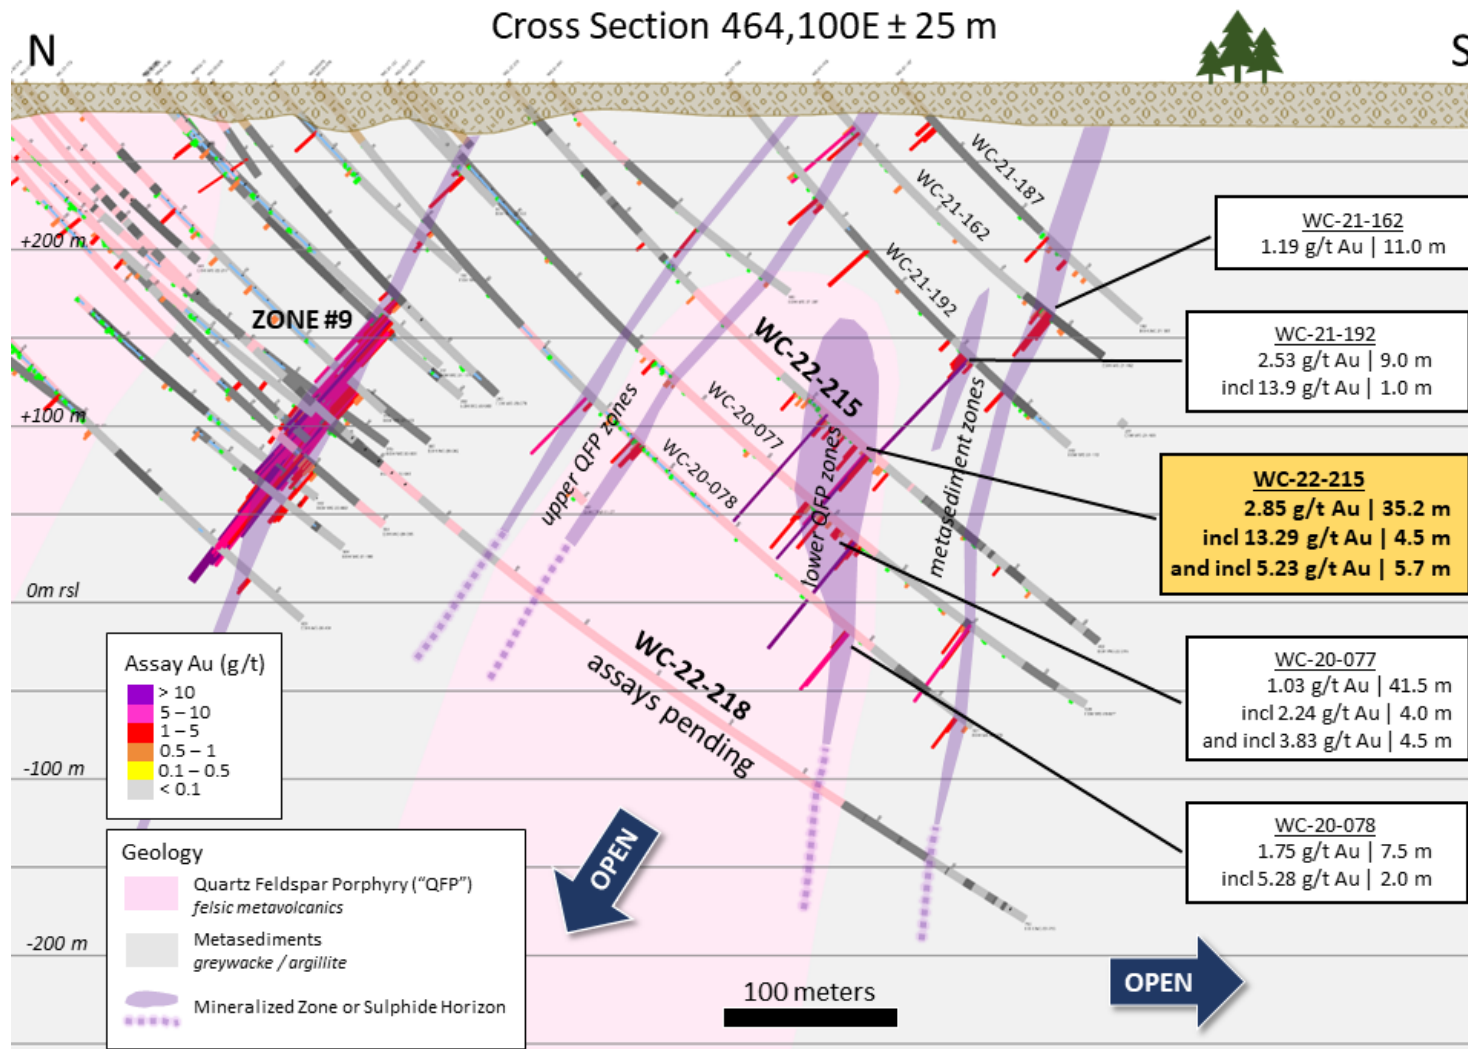 Cross Section 464,100E ± 25 m
N
S
WC-21-187
WC-21-162
WC-21-192
+200 m
ZONE #9
WC-22-215
WC-20-077
WC-20-078
upper QFP zones
lower QFP zones
metasediment zones
+100 m
0m rsl
WC-22-218
assays pending
-100 m
-200 m
WC-21-162
1.19 g/t Au | 11.0 m
WC-21-192
2.53 g/t Au | 9.0 m
incl 13.9 g/t Au | 1.0 m
WC-22-215
2.85 g/t Au | 35.2 m
incl 13.29 g/t Au | 4.5 m
and incl 5.23 g/t Au | 5.7 m
WC-20-077
1.03 g/t Au | 41.5 m
incl 2.24 g/t Au | 4.0 m
and incl 3.83 g/t Au | 4.5 m
WC-20-078
1.75 g/t Au | 7.5 m
incl 5.28 g/t Au | 2.0 m
Assay Au (g/t)
> 10
5 – 10
1 – 5
0.5 – 1
0.1 – 0.5
< 0.1
Geology
Quartz Feldspar Porphyry ("QFP")
felsic metavolcanics
Metasediments
greywacke / argillite
Mineralized Zone or Sulphide Horizon
OPEN
OPEN
100 meters